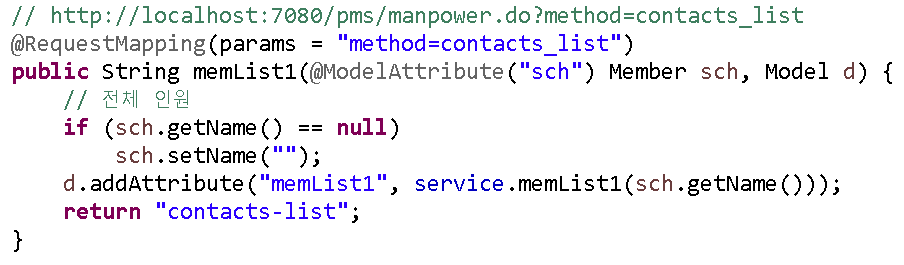 // http://localhost:7080/pms/manpower.do?method=contacts_list
@RequestMapping(params = "method=contacts_list")
public String memList1(@ModelAttribute("sch") Member sch, Model d) {
    // 전체 인원
    if (sch.getName() == null)
        sch.setName("");
    d.addAttribute("memList1", service.memList1(sch.getName()));
    return "contacts-list";
}